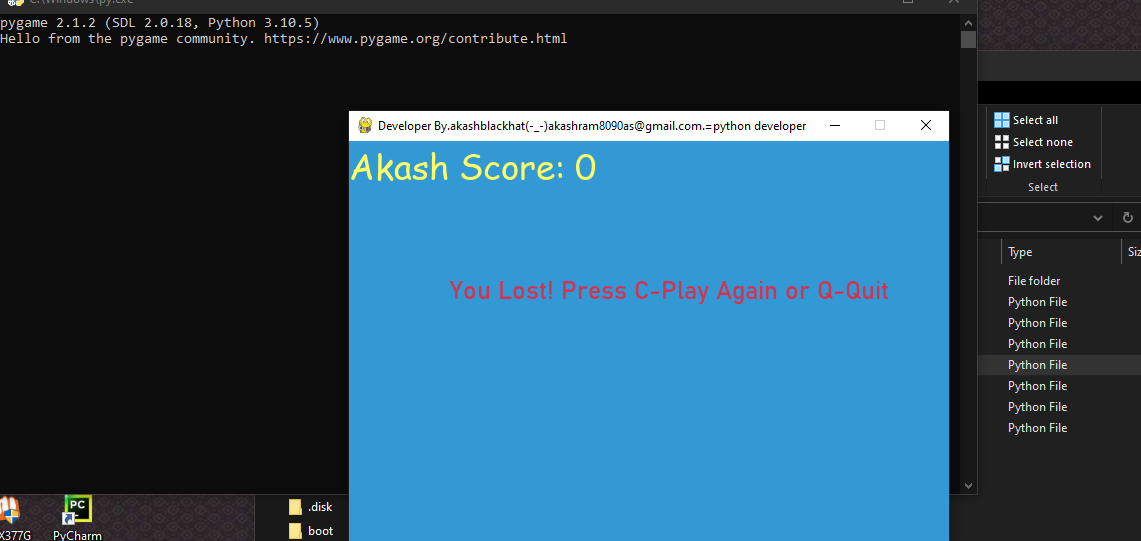 C:\Windows\py.exe
pygame 2.1.2 (SDL 2.0.18, Python 3.10.5)
Hello from the pygame community. https://www.pygame.org/contribute.html
Developer By.akashblackhat(-_-)akashram8090as@gmail.com.=python developer
Akash Score: 0
You Lost! Press C-Play Again or Q-Quit
Select all
Select none
Invert selection
Select
Type
Siz
File folder
Python File
Python File
Python File
Python File
Python File
Python File
Python File
X377G
PC
PyCharm
.disk
boot